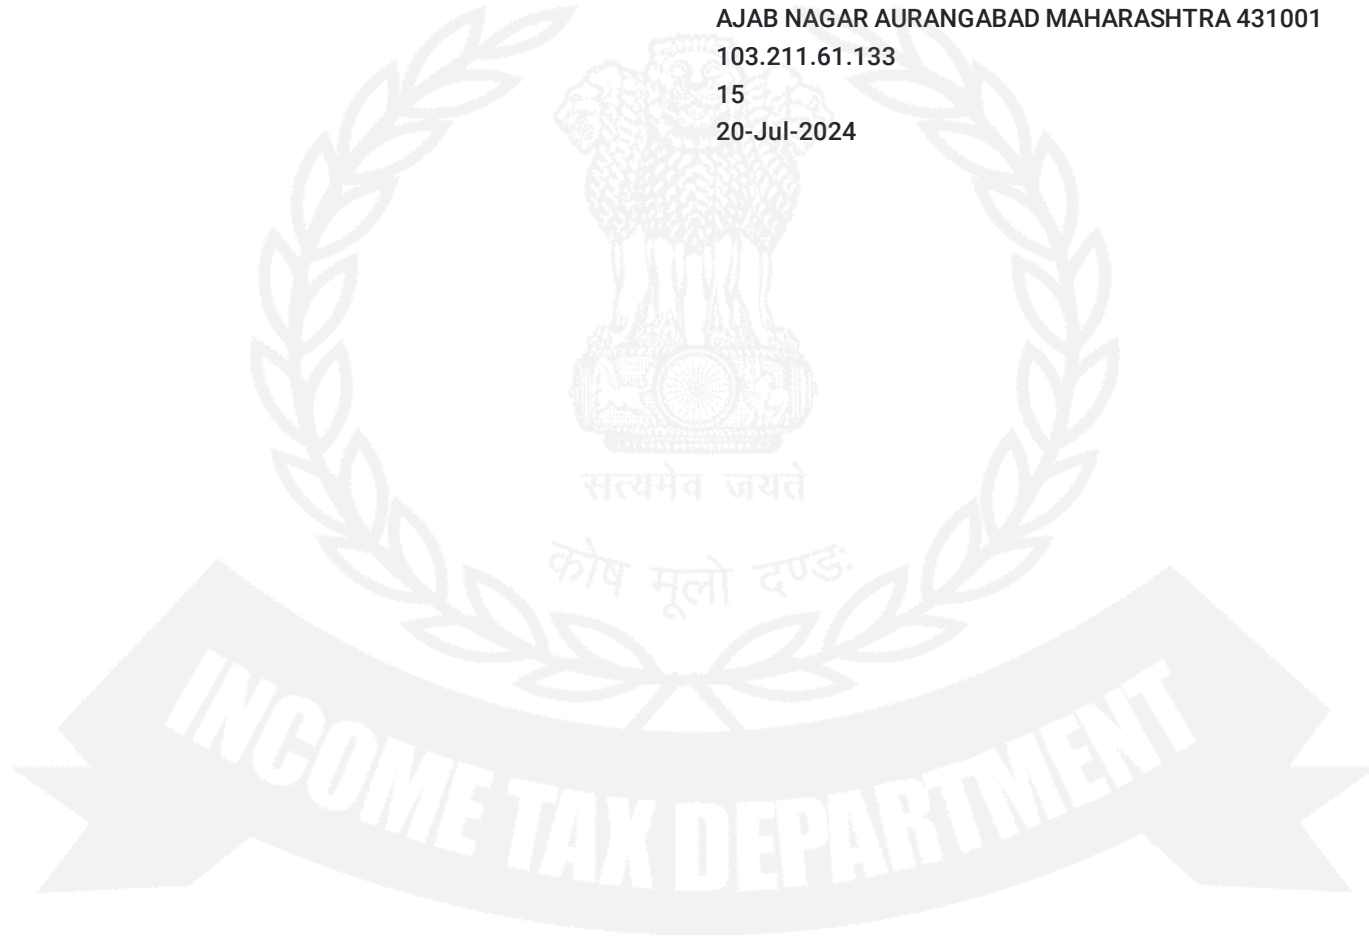 AJAB NAGAR AURANGABAD MAHARASHTRA 431001
103.211.61.133
15
20-Jul-2024
सत्यमेव जयते
कोष मूलो दण्डः
INCOME TAX DEPARTMENT